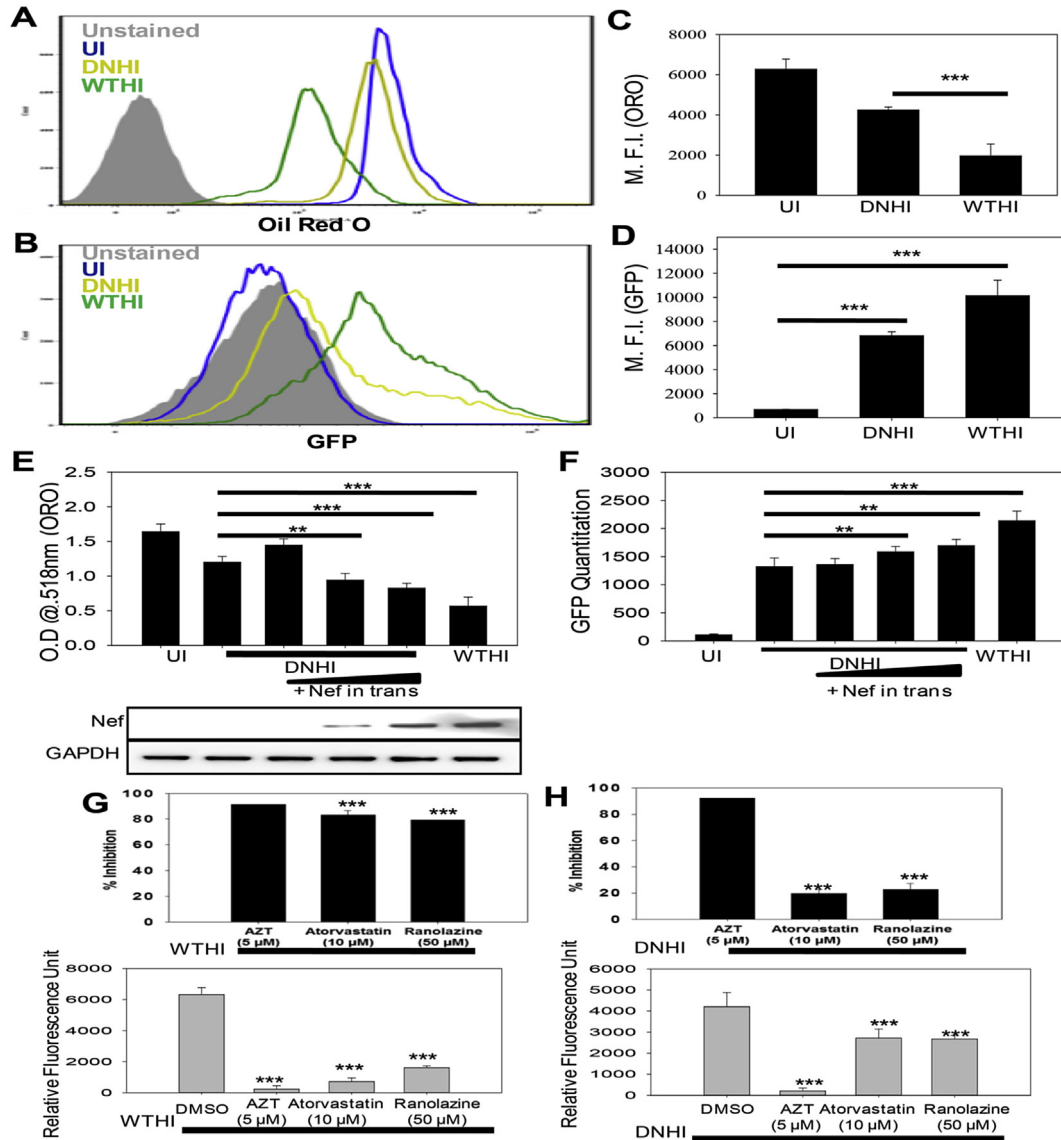 A
Unstained
UI
DNHI
WTHI
Oil Red O
B
Unstained
UI
DNHI
WTHI
GFP
C
M. F.I. (ORO)
8000
6000
4000
2000
0
***
UI DNHI WTHI
D
M. F.I. (GFP)
14000
12000
10000
8000
6000
4000
2000
0
***
***
UI DNHI WTHI
E
O.D @.518nm (ORO)
2.5
2.0
1.5
1.0
0.5
0.0
***
***
**
UI DNHI WTHI
+ Nef in trans
Nef
GAPDH
F
GFP Quantitation
3000
2500
2000
1500
1000
500
0
***
**
**
UI DNHI WTHI
+ Nef in trans
G
% Inhibition
100
80
60
40
20
0
*** ***
AZT Atorvastatin Ranolazine
WTHI (5 µM) (10 µM) (50 µM)
Relative Fluorescence Unit
8000
6000
4000
2000
0
*** *** ***
DMSO AZT Atorvastatin Ranolazine
WTHI (5 µM) (10 µM) (50 µM)
H
% Inhibition
100
80
60
40
20
0
*** ***
AZT Atorvastatin Ranolazine
DNHI (5 µM) (10 µM) (50 µM)
Relative Fluorescence Unit
6000
5000
4000
3000
2000
1000
0
*** *** ***
DMSO AZT Atorvastatin Ranolazine
DNHI (5 µM) (10 µM) (50 µM)